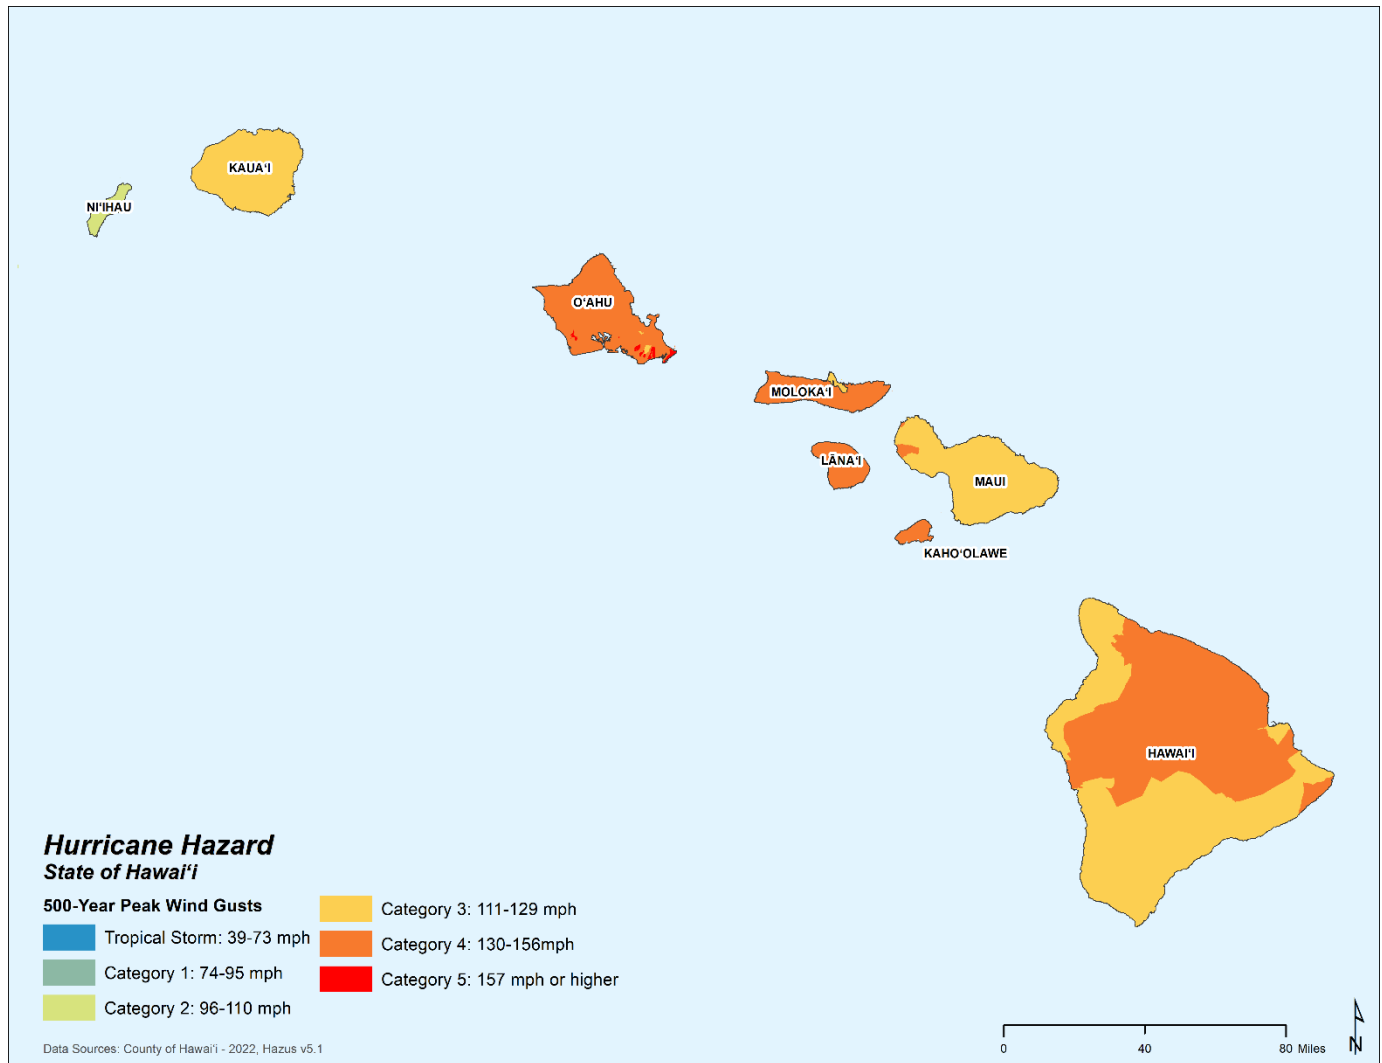 KAUAʻI
NIʻIHAU
OʻAHU
MOLOKAʻI
LĀNAʻI
MAUI
KAHOʻOLAWE
HAWAIʻI
Hurricane Hazard
State of Hawaiʻi
500-Year Peak Wind Gusts
Tropical Storm: 39-73 mph
Category 1: 74-95 mph
Category 2: 96-110 mph
Category 3: 111-129 mph
Category 4: 130-156mph
Category 5: 157 mph or higher
Data Sources: County of Hawaiʻi - 2022, Hazus v5.1
0 40 80 Miles
N